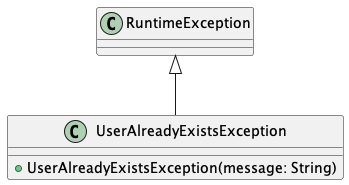 C RuntimeException
C UserAlreadyExistsException
UserAlreadyExistsException(message: String)